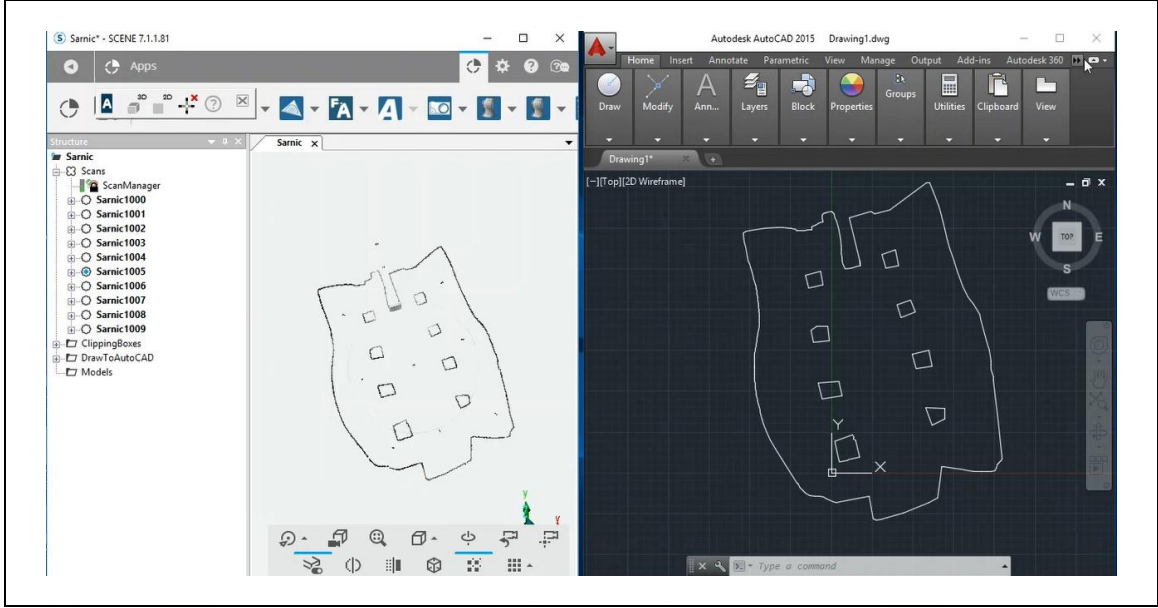 Sarnic* - SCENE 7.1.1.81
Apps
A 3D 2D
FA A
Structure
Sarnic
Sarnic
Scans
ScanManager
Sarnic1000
Sarnic1001
Sarnic1002
Sarnic1003
Sarnic1004
Sarnic1005
Sarnic1006
Sarnic1007
Sarnic1008
Sarnic1009
ClippingBoxes
DrawToAutoCAD
Models
Y
Autodesk AutoCAD 2015 Drawing1.dwg
Home Insert Annotate Parametric View Manage Output Add-ins Autodesk 360
Draw Modify Ann... Layers Block Properties Groups Utilities Clipboard View
Drawing1*
[−][Top][2D Wireframe]
N
W TOP E
S
WCS
Y
X
Type a command